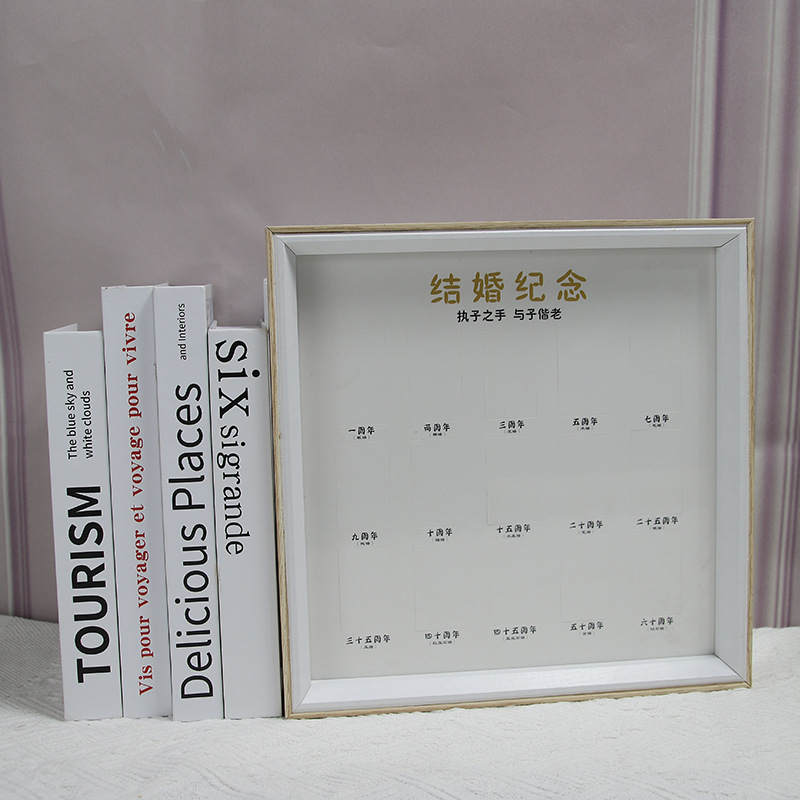 The blue sky and
white clouds
TOURISM
Vis pour voyager et voyage pour vivre
and Interiors
Delicious Places
siX sigrande
结婚纪念
执子之手 与子偕老
一周年
两周年
三周年
五周年
七周年
九周年
十周年
十五周年
二十周年
二十五周年
三十五周年
四十周年
四十五周年
五十周年
六十周年